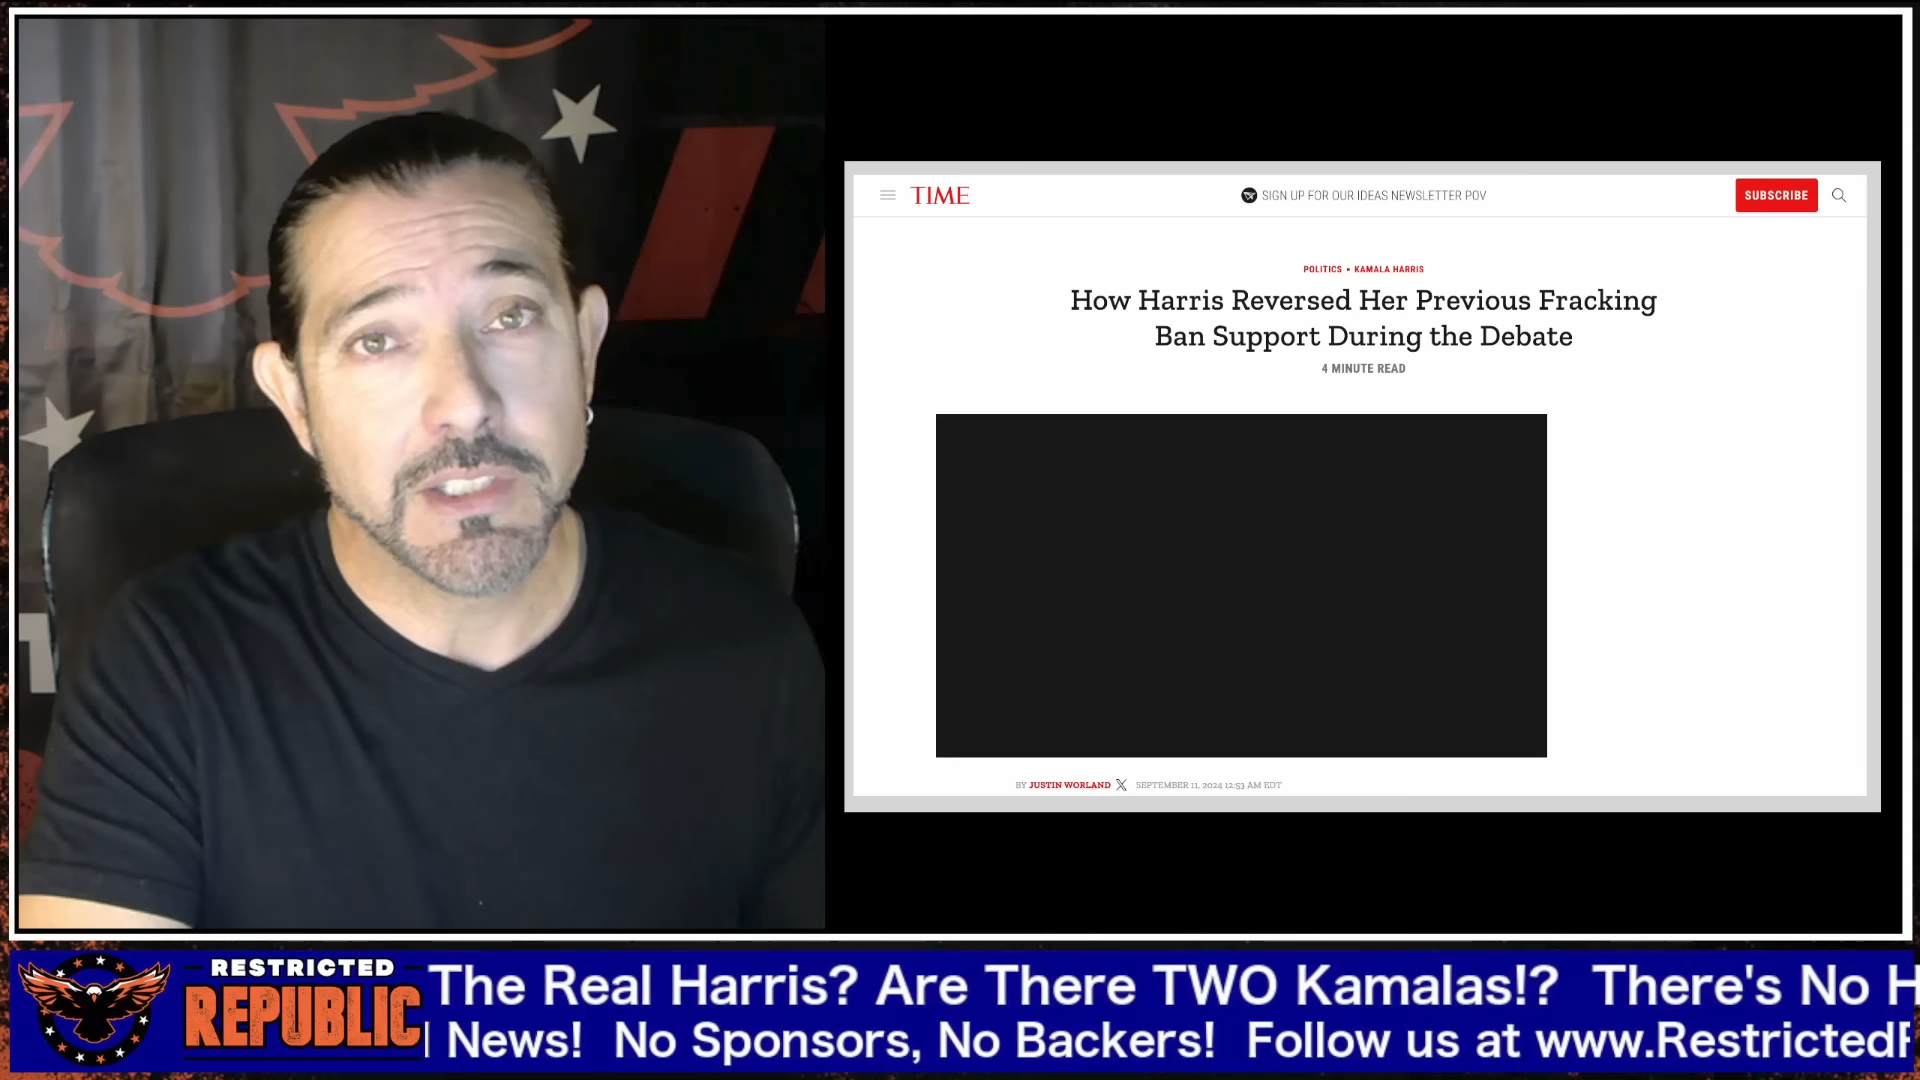 TIME
SIGN UP FOR OUR IDEAS NEWSLETTER POV
SUBSCRIBE
POLITICS • KAMALA HARRIS
How Harris Reversed Her Previous Fracking
Ban Support During the Debate
4 MINUTE READ
BY JUSTIN WORLAND X SEPTEMBER 11, 2024 12:53 AM EDT
RESTRICTED
REPUBLIC
The Real Harris? Are There TWO Kamalas!? There's No H
News! No Sponsors, No Backers! Follow us at www.Restricted